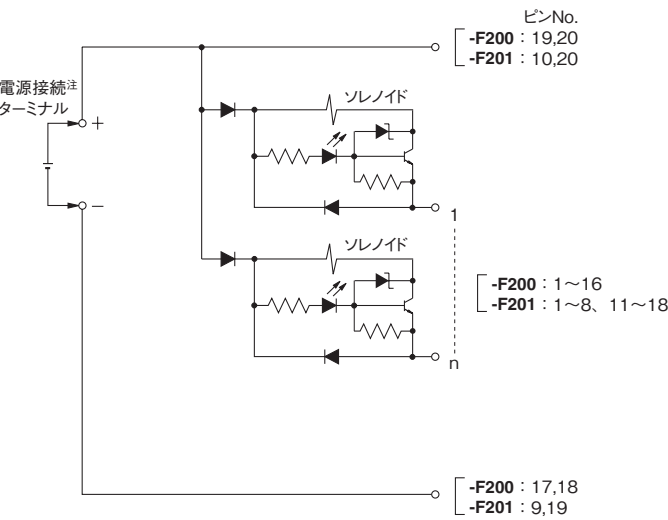 ピンNo.
-F200：19,20
-F201：10,20
電源接続注
ターミナル
+
−
ソレノイド
1
ソレノイド
-F200：1～16
-F201：1～8、11～18
n
-F200：17,18
-F201：9,19